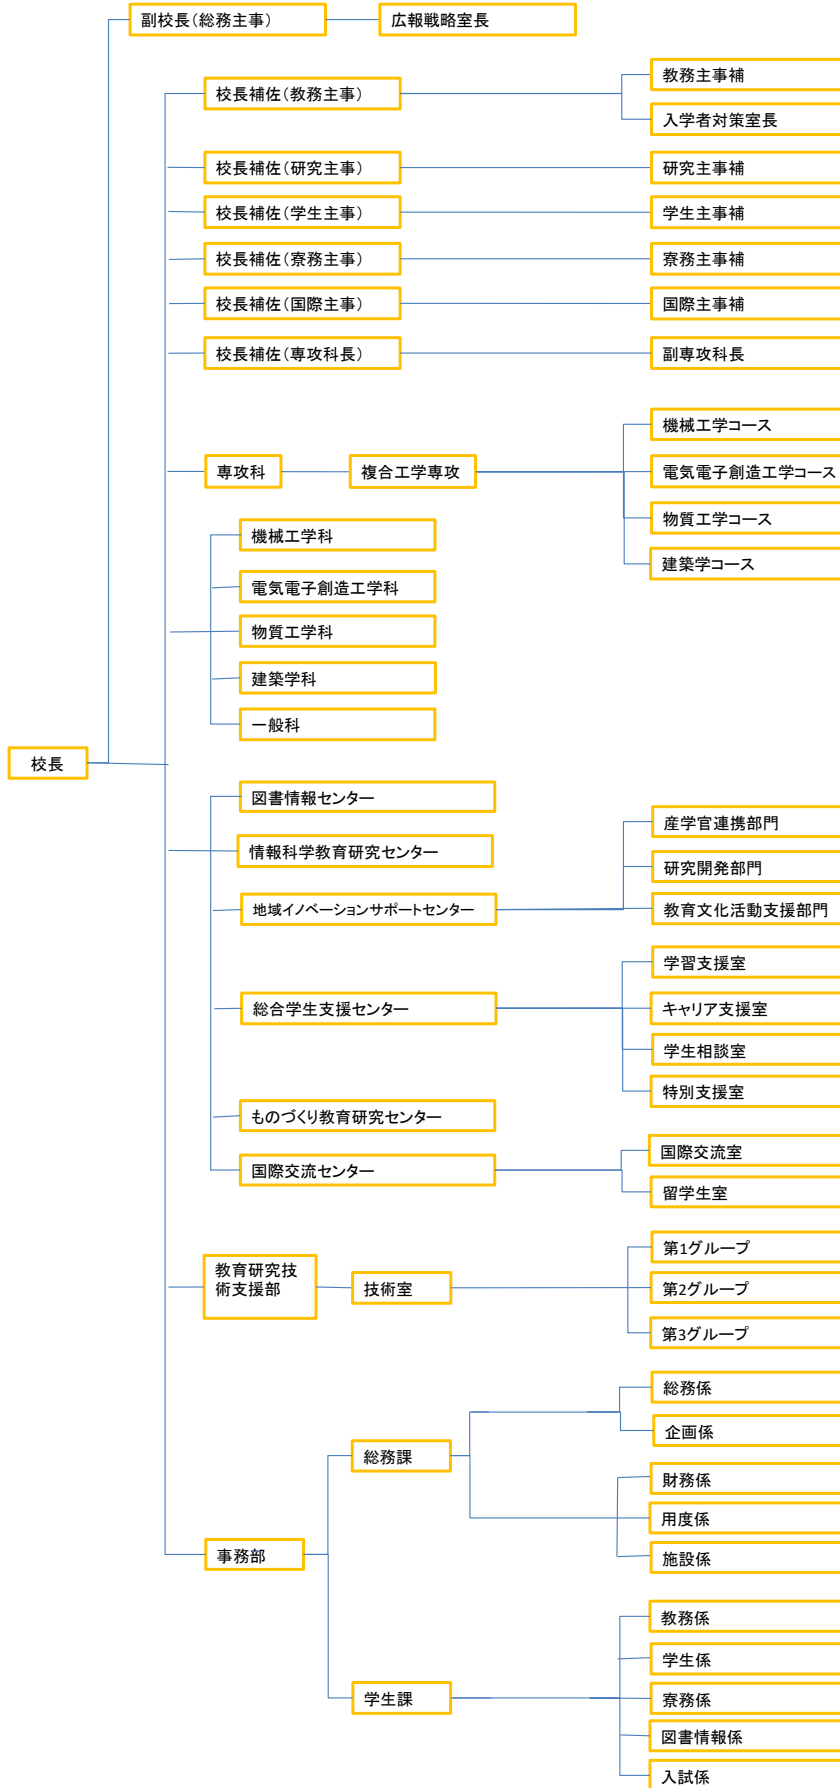 副校長（総務主事）
広報戦略室長
校長補佐（教務主事）
教務主事補
入学者対策室長
校長補佐（研究主事）
研究主事補
校長補佐（学生主事）
学生主事補
校長補佐（寮務主事）
寮務主事補
校長補佐（国際主事）
国際主事補
校長補佐（専攻科長）
副専攻科長
専攻科
複合工学専攻
機械工学コース
電気電子創造工学コース
物質工学コース
建築学コース
機械工学科
電気電子創造工学科
物質工学科
建築学科
一般科
校長
図書情報センター
情報科学教育研究センター
地域イノベーションサポートセンター
産学官連携部門
研究開発部門
教育文化活動支援部門
総合学生支援センター
学習支援室
キャリア支援室
学生相談室
特別支援室
ものづくり教育研究センター
国際交流センター
国際交流室
留学生室
教育研究技
術支援部
技術室
第1グループ
第2グループ
第3グループ
事務部
総務課
総務係
企画係
財務係
用度係
施設係
学生課
教務係
学生係
寮務係
図書情報係
入試係